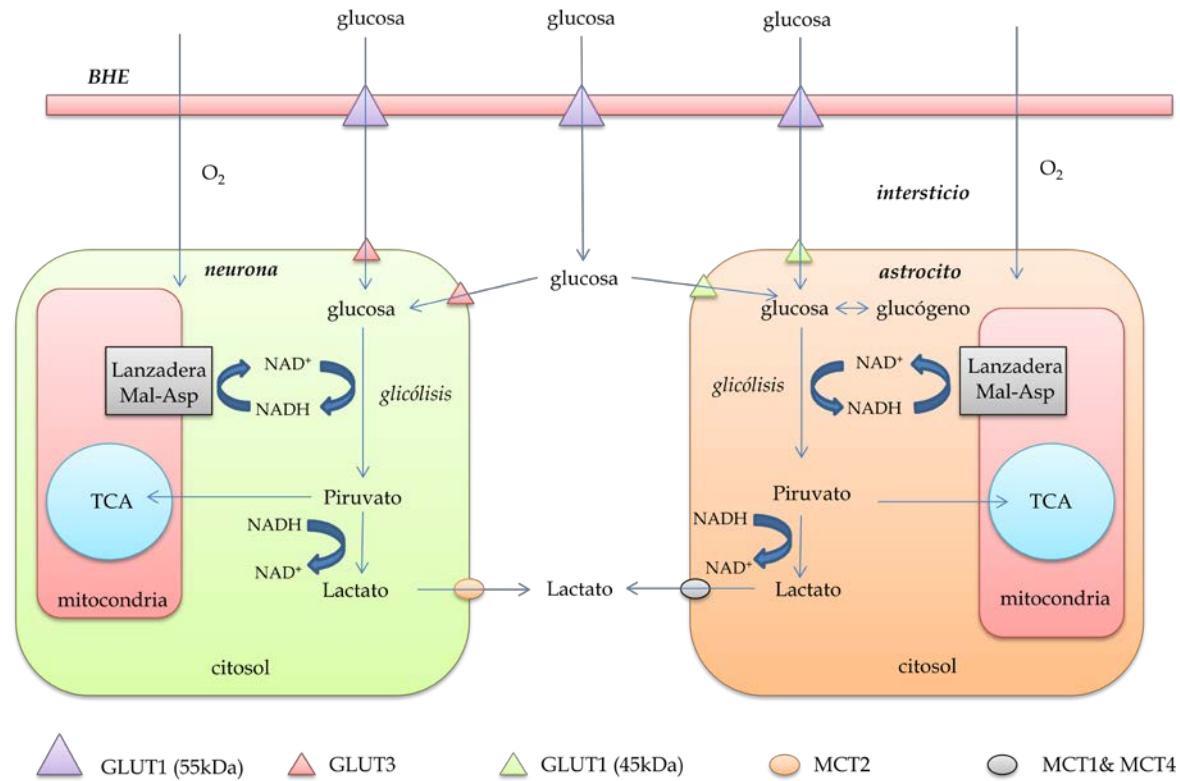 glucosa
glucosa
glucosa
BHE
O₂
O₂
intersticio
neurona
glucosa
astrocito
glucosa
glucosa
glucógeno
Lanzadera
Mal-Asp
NAD⁺
NADH
glicólisis
glicólisis
NAD⁺
NADH
Lanzadera
Mal-Asp
TCA
Piruvato
NADH
NAD⁺
Lactato
Lactato
Piruvato
NADH
NAD⁺
Lactato
TCA
mitocondria
mitocondria
citosol
citosol
GLUT1 (55kDa)
GLUT3
GLUT1 (45kDa)
MCT2
MCT1& MCT4